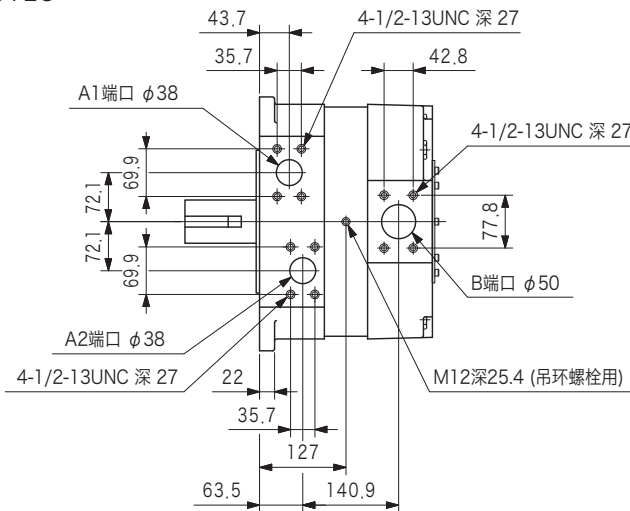 43.7
4-1/2-13UNC 深 27
35.7
42.8
A1端口 φ38
4-1/2-13UNC 深 27
69.9
72.1
77.8
72.1
69.9
B端口 φ50
A2端口 φ38
4-1/2-13UNC 深 27
22
M12深25.4 (吊环螺栓用)
35.7
127
63.5
140.9